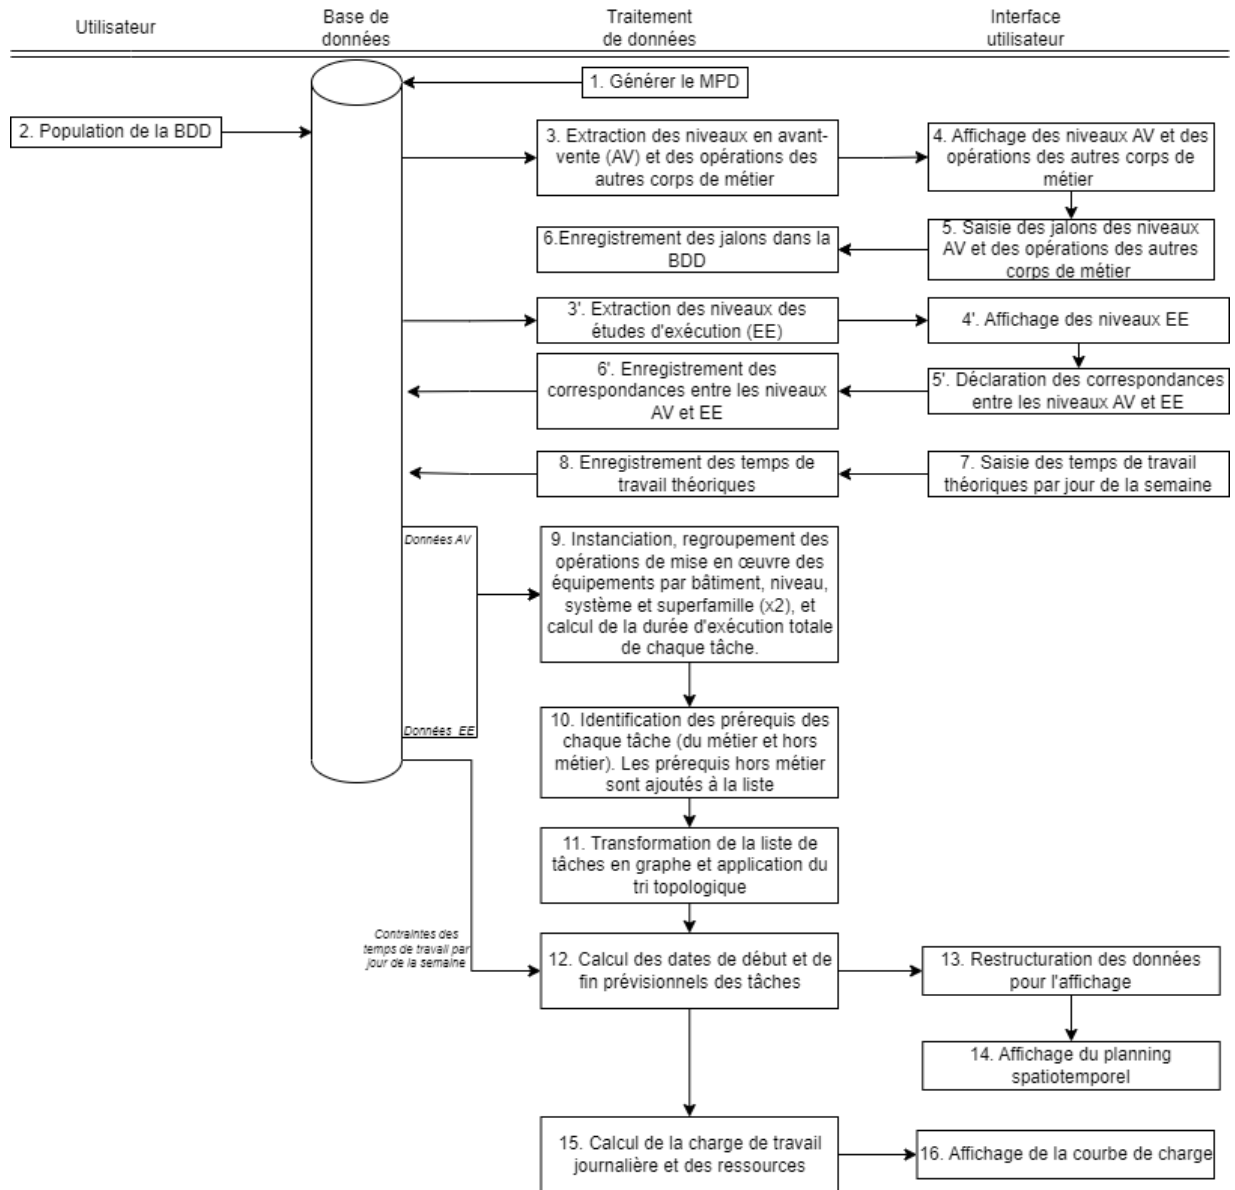 Utilisateur
Base de
données
Traitement
de données
Interface
utilisateur
1. Générer le MPD
2. Population de la BDD
3. Extraction des niveaux en avant-
vente (AV) et des opérations des
autres corps de métier
4. Affichage des niveaux AV et des
opérations des autres corps de
métier
5. Saisie des jalons des niveaux
AV et des opérations des autres
corps de métier
6.Enregistrement des jalons dans la
BDD
3'. Extraction des niveaux des
études d'exécution (EE)
4'. Affichage des niveaux EE
5'. Déclaration des correspondances
entre les niveaux AV et EE
6'. Enregistrement des
correspondances entre les niveaux
AV et EE
7. Saisie des temps de travail
théoriques par jour de la semaine
8. Enregistrement des temps de
travail théoriques
Données AV
Données EE
9. Instanciation, regroupement des
opérations de mise en œuvre des
équipements par bâtiment, niveau,
système et superfamille (x2), et
calcul de la durée d'exécution totale
de chaque tâche.
10. Identification des prérequis des
chaque tâche (du métier et hors
métier). Les prérequis hors métier
sont ajoutés à la liste
11. Transformation de la liste de
tâches en graphe et application du
tri topologique
Contraintes des
temps de travail par
jour de la semaine
12. Calcul des dates de début et de
fin prévisionnels des tâches
13. Restructuration des données
pour l'affichage
14. Affichage du planning
spatiotemporel
15. Calcul de la charge de travail
journalière et des ressources
16. Affichage de la courbe de charge